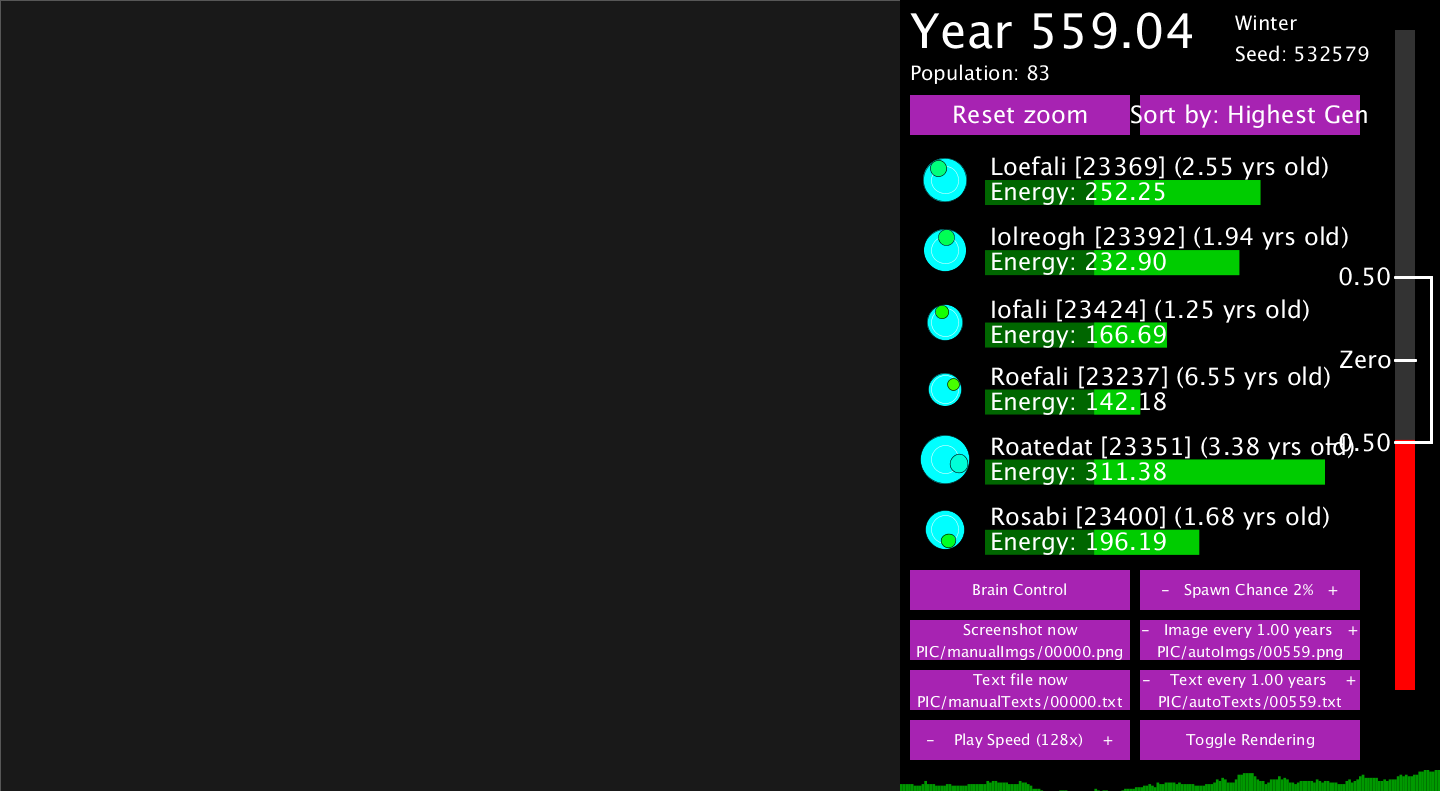 Year 559.04
Winter
Seed: 532579
Population: 83
Reset zoom
Sort by: Highest Gen
Loefali [23369] (2.55 yrs old)
Energy: 252.25
Iolreogh [23392] (1.94 yrs old)
Energy: 232.90
0.50
Iofali [23424] (1.25 yrs old)
Energy: 166.69
Zero
Roefali [23237] (6.55 yrs old)
Energy: 142.18
Roatedat [23351] (3.38 yrs old)
-0.50
Energy: 311.38
Rosabi [23400] (1.68 yrs old)
Energy: 196.19
Brain Control
- Spawn Chance 2% +
Screenshot now
PIC/manualImgs/00000.png
- Image every 1.00 years +
PIC/autoImgs/00559.png
Text file now
PIC/manualTexts/00000.txt
- Text every 1.00 years +
PIC/autoTexts/00559.txt
- Play Speed (128x) +
Toggle Rendering